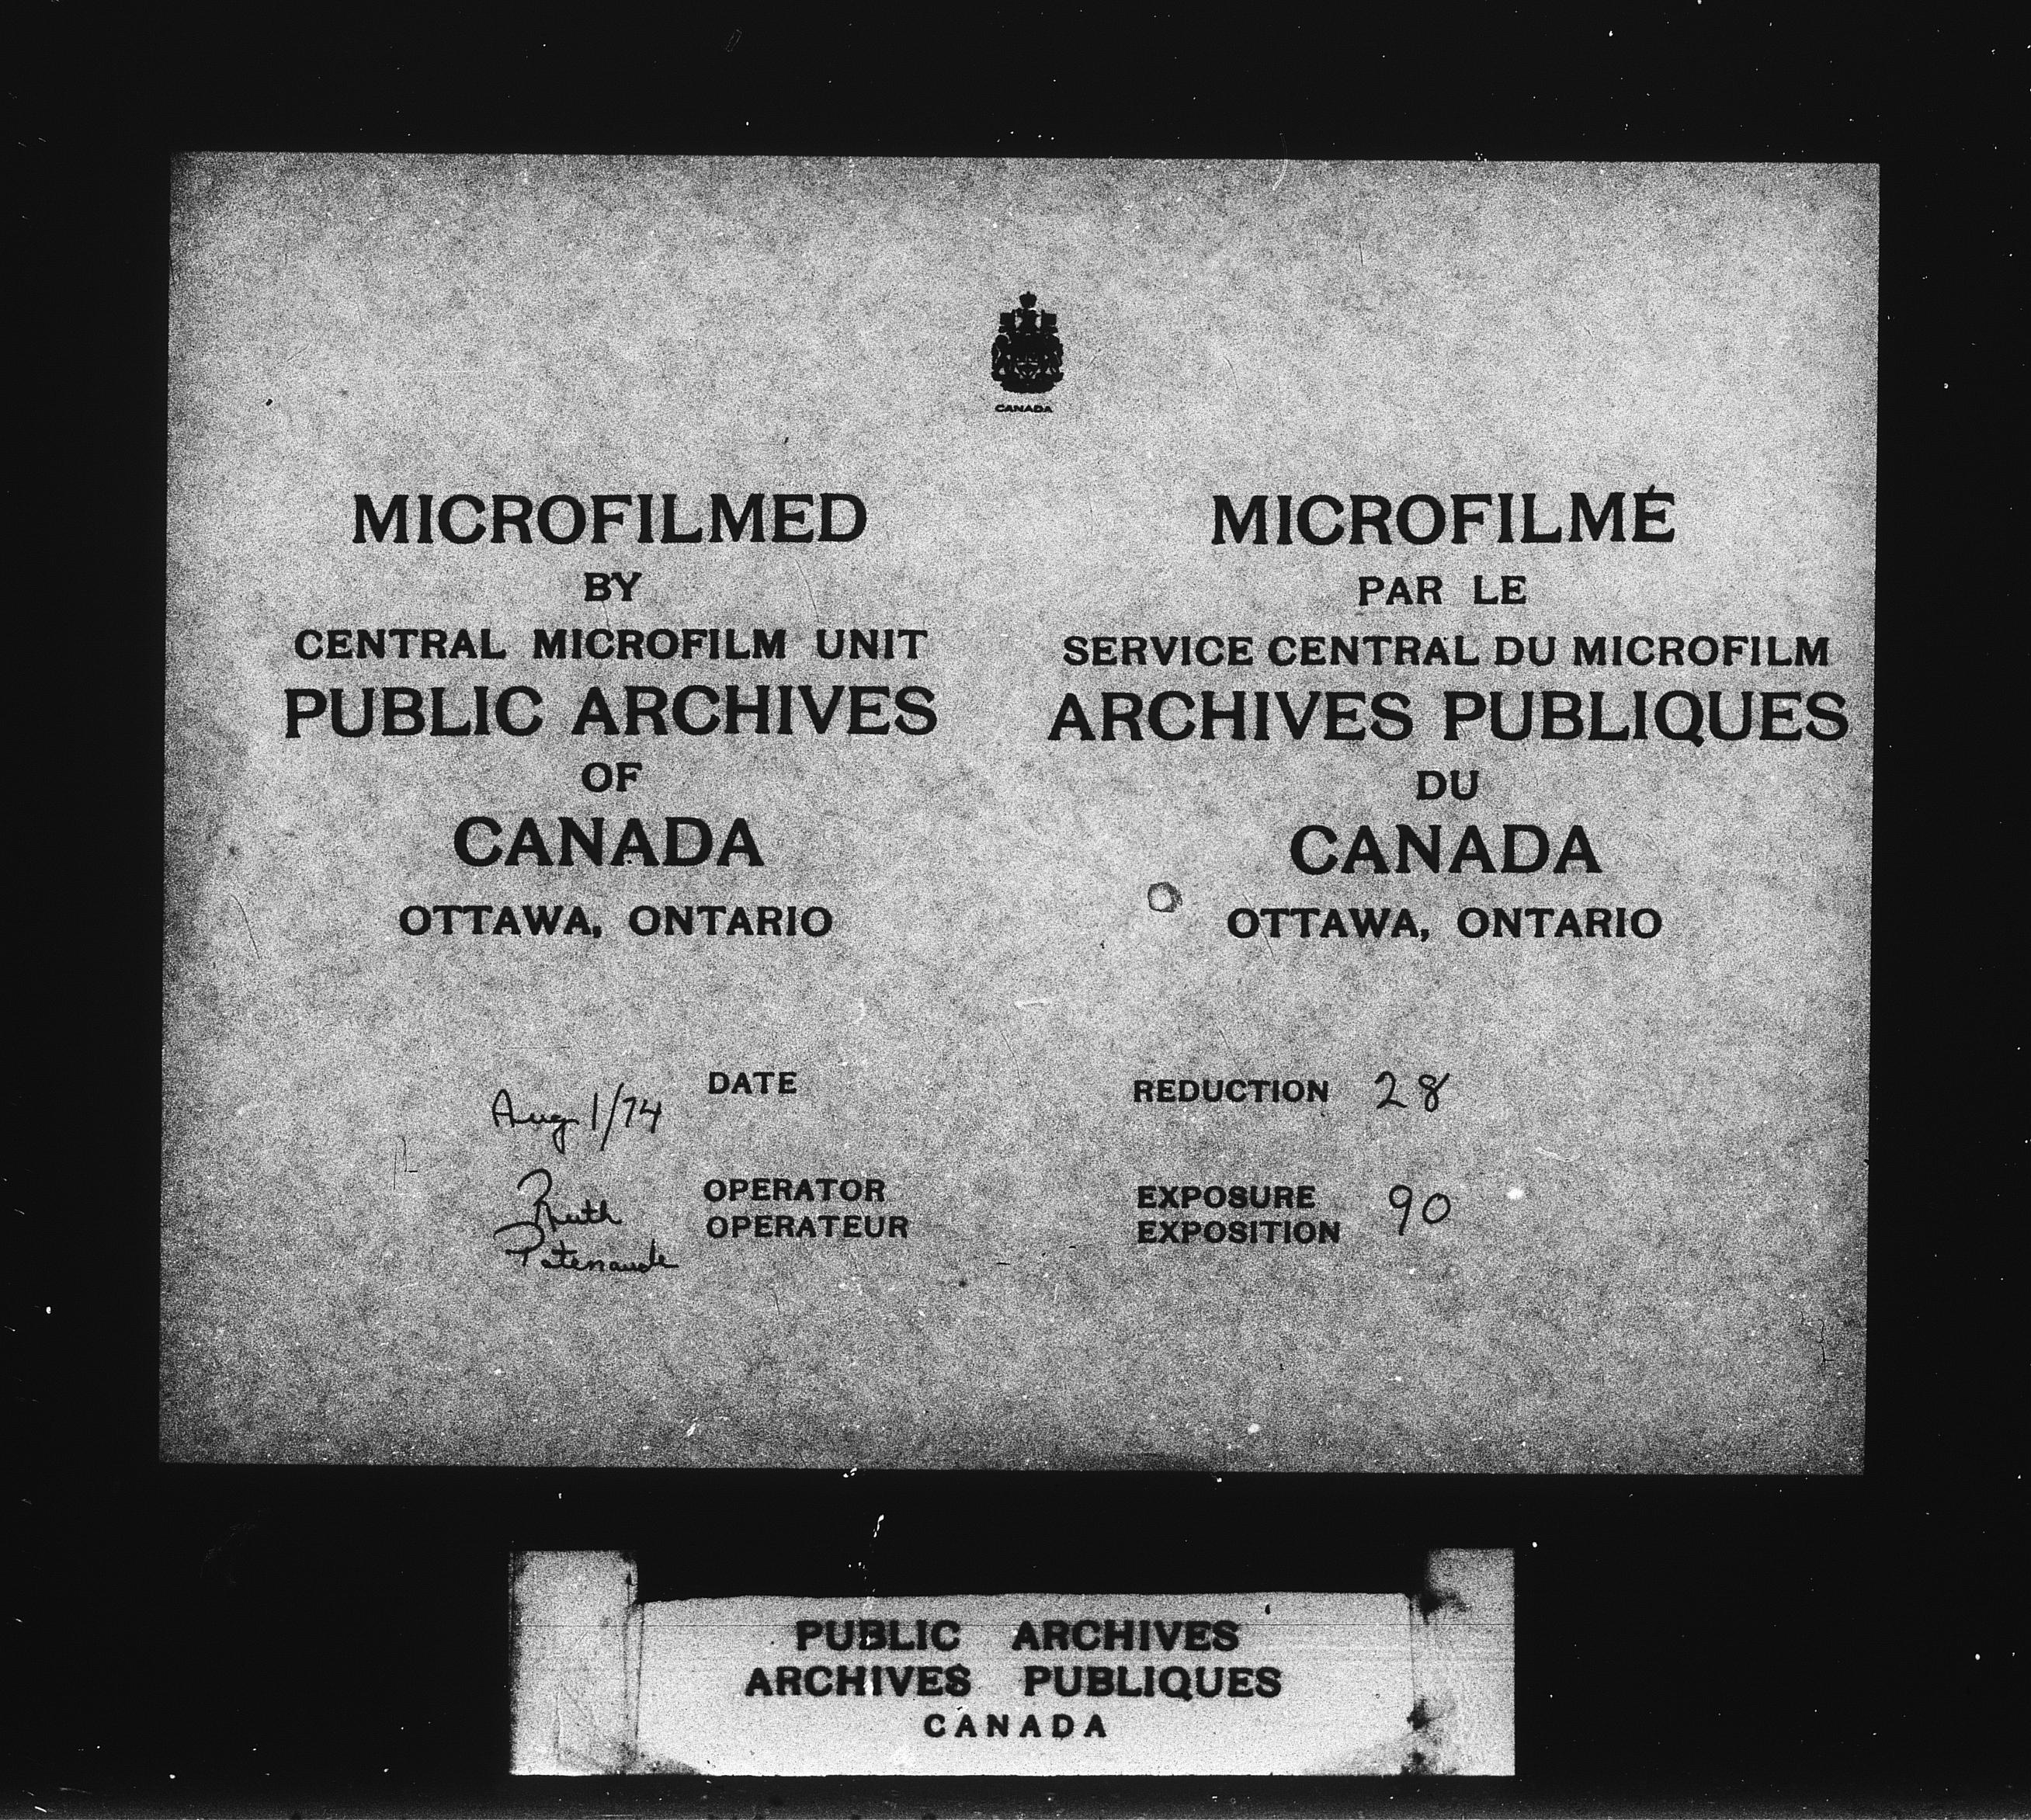 CANADA
MICROFILMED
BY
CENTRAL MICROFILM UNIT
PUBLIC ARCHIVES
OF
CANADA
OTTAWA, ONTARIO
MICROFILMÉ
PAR LE
SERVICE CENTRAL DU MICROFILM
ARCHIVES PUBLIQUES
DU
CANADA
OTTAWA, ONTARIO
Aug 1/74 DATE
Ruth
Patenaude
OPERATOR
OPERATEUR
REDUCTION 28
EXPOSURE 90
EXPOSITION
PUBLIC ARCHIVES
ARCHIVES PUBLIQUES
CANADA